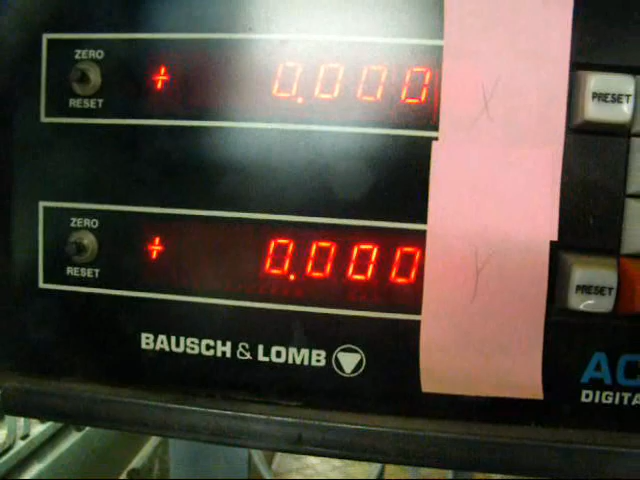 ZERO
+ 0.000 X
RESET
PRESET
ZERO
+ 0.000 Y
RESET
PRESET
BAUSCH & LOMB
AC
DIGITA